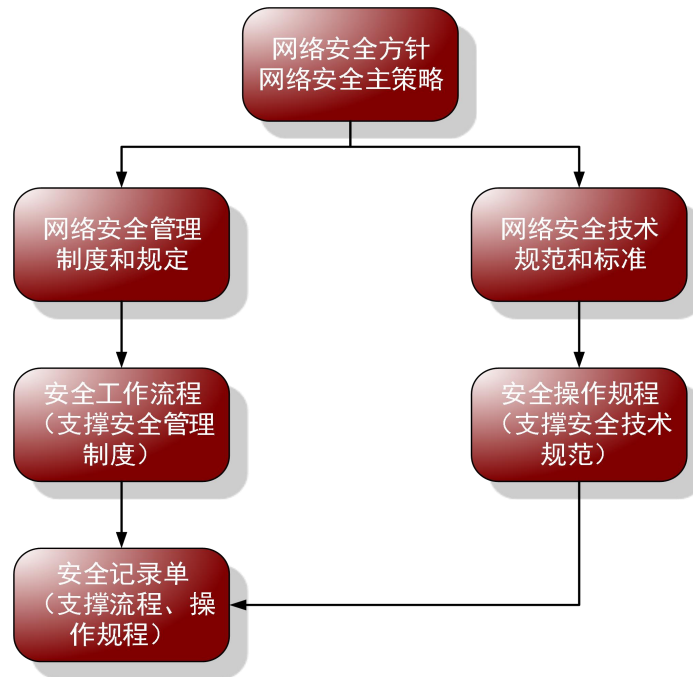 网络安全方针
网络安全主策略
网络安全管理
制度和规定
网络安全技术
规范和标准
安全工作流程
（支撑安全管理
制度）
安全操作规程
（支撑安全技术
规范）
安全记录单
（支撑流程、操
作规程）